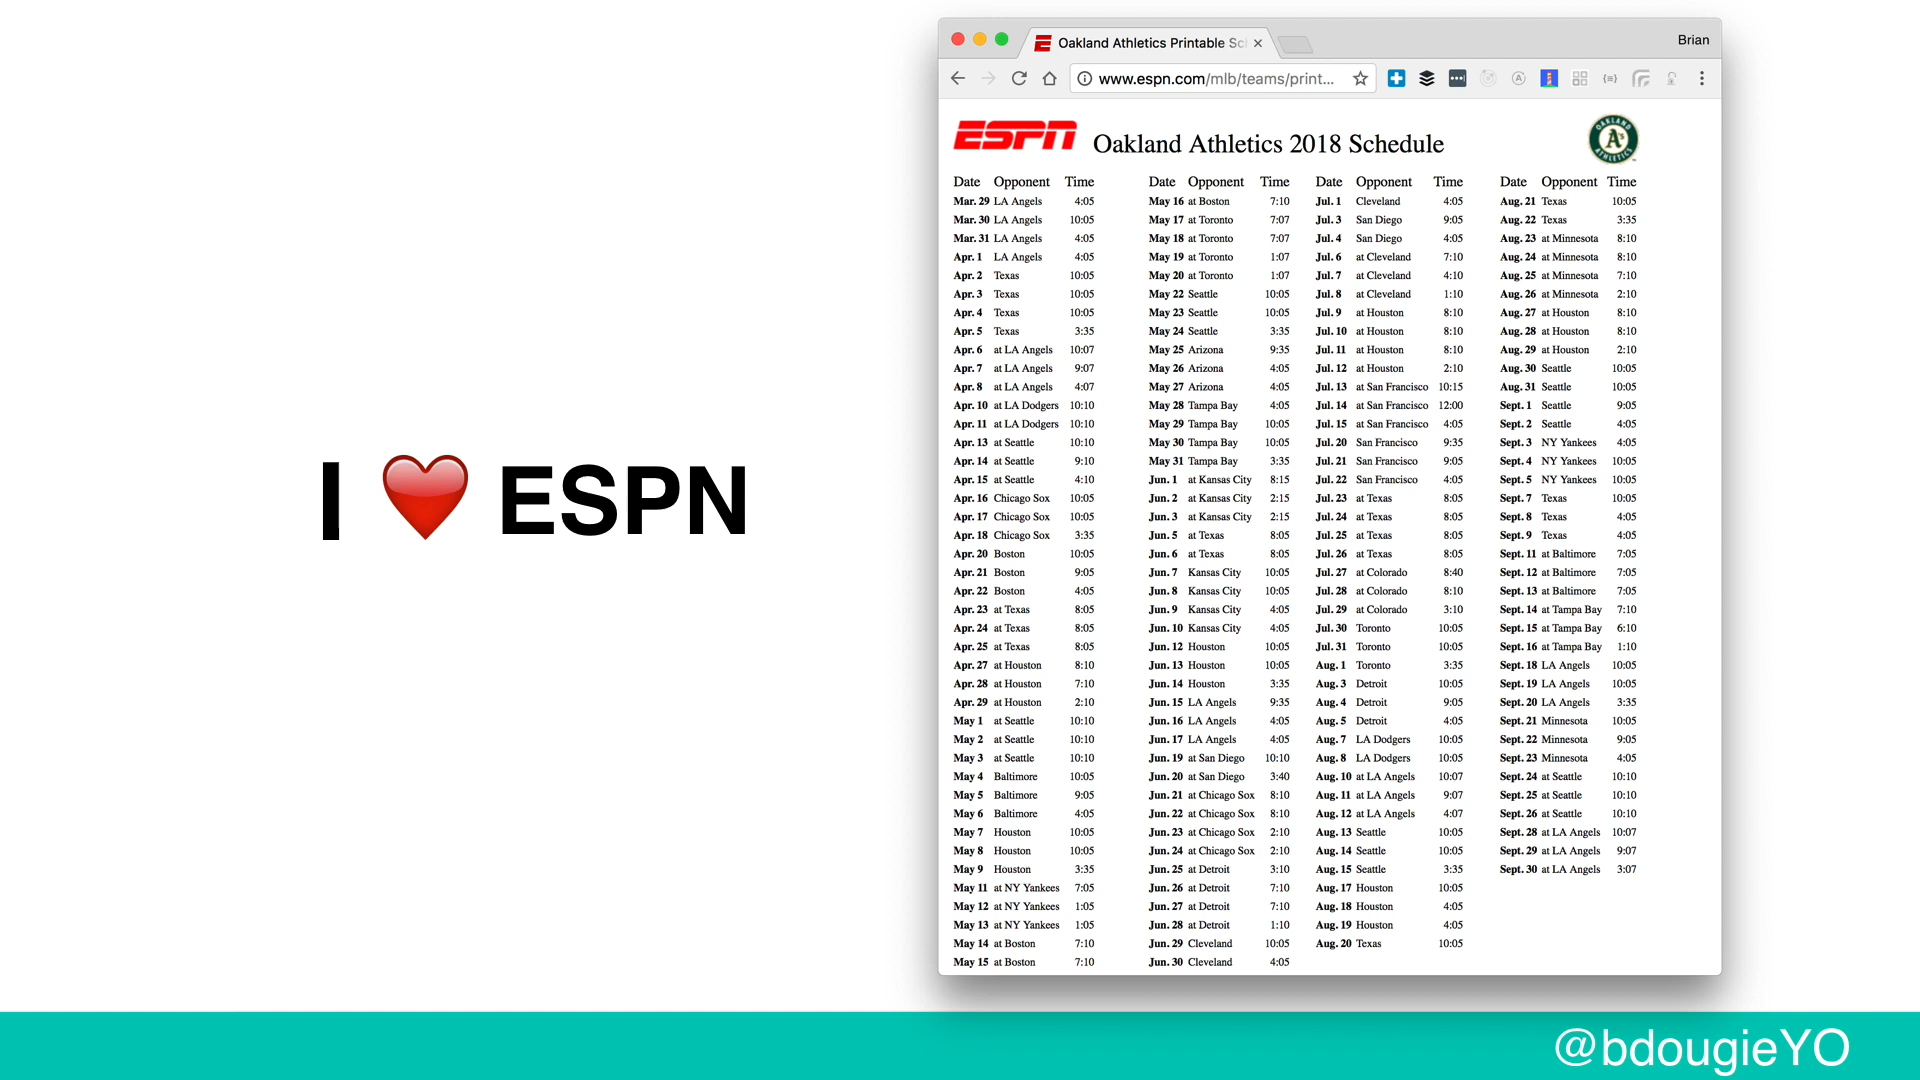 I ❤️ ESPN
Oakland Athletics Printable Sc
Brian
www.espn.com/mlb/teams/print...
ESPN
Oakland Athletics 2018 Schedule
OAKLAND A's ATHLETICS
Date Opponent Time
Mar. 29 LA Angels 4:05
Mar. 30 LA Angels 10:05
Mar. 31 LA Angels 4:05
Apr. 1 LA Angels 4:05
Apr. 2 Texas 10:05
Apr. 3 Texas 10:05
Apr. 4 Texas 10:05
Apr. 5 Texas 3:35
Apr. 6 at LA Angels 10:07
Apr. 7 at LA Angels 9:07
Apr. 8 at LA Angels 4:07
Apr. 10 at LA Dodgers 10:10
Apr. 11 at LA Dodgers 10:10
Apr. 13 at Seattle 10:10
Apr. 14 at Seattle 9:10
Apr. 15 at Seattle 4:10
Apr. 16 Chicago Sox 10:05
Apr. 17 Chicago Sox 10:05
Apr. 18 Chicago Sox 3:35
Apr. 20 Boston 10:05
Apr. 21 Boston 9:05
Apr. 22 Boston 4:05
Apr. 23 at Texas 8:05
Apr. 24 at Texas 8:05
Apr. 25 at Texas 8:05
Apr. 27 at Houston 8:10
Apr. 28 at Houston 7:10
Apr. 29 at Houston 2:10
May 1 at Seattle 10:10
May 2 at Seattle 10:10
May 3 at Seattle 10:10
May 4 Baltimore 10:05
May 5 Baltimore 9:05
May 6 Baltimore 4:05
May 7 Houston 10:05
May 8 Houston 10:05
May 9 Houston 3:35
May 11 at NY Yankees 7:05
May 12 at NY Yankees 1:05
May 13 at NY Yankees 1:05
May 14 at Boston 7:10
May 15 at Boston 7:10
Date Opponent Time
May 16 at Boston 7:10
May 17 at Toronto 7:07
May 18 at Toronto 7:07
May 19 at Toronto 1:07
May 20 at Toronto 1:07
May 22 Seattle 10:05
May 23 Seattle 10:05
May 24 Seattle 3:35
May 25 Arizona 9:35
May 26 Arizona 4:05
May 27 Arizona 4:05
May 28 Tampa Bay 4:05
May 29 Tampa Bay 10:05
May 30 Tampa Bay 10:05
May 31 Tampa Bay 3:35
Jun. 1 at Kansas City 8:15
Jun. 2 at Kansas City 2:15
Jun. 3 at Kansas City 2:15
Jun. 5 at Texas 8:05
Jun. 6 at Texas 8:05
Jun. 7 Kansas City 10:05
Jun. 8 Kansas City 10:05
Jun. 9 Kansas City 4:05
Jun. 10 Kansas City 4:05
Jun. 12 Houston 10:05
Jun. 13 Houston 10:05
Jun. 14 Houston 3:35
Jun. 15 LA Angels 9:35
Jun. 16 LA Angels 4:05
Jun. 17 LA Angels 4:05
Jun. 19 at San Diego 10:10
Jun. 20 at San Diego 3:40
Jun. 21 at Chicago Sox 8:10
Jun. 22 at Chicago Sox 8:10
Jun. 23 at Chicago Sox 2:10
Jun. 24 at Chicago Sox 2:10
Jun. 25 at Detroit 3:10
Jun. 26 at Detroit 7:10
Jun. 27 at Detroit 7:10
Jun. 28 at Detroit 1:10
Jun. 29 Cleveland 10:05
Jun. 30 Cleveland 4:05
Date Opponent Time
Jul. 1 Cleveland 4:05
Jul. 3 San Diego 9:05
Jul. 4 San Diego 4:05
Jul. 6 at Cleveland 7:10
Jul. 7 at Cleveland 4:10
Jul. 8 at Cleveland 1:10
Jul. 9 at Houston 8:10
Jul. 10 at Houston 8:10
Jul. 11 at Houston 8:10
Jul. 12 at Houston 2:10
Jul. 13 at San Francisco 10:15
Jul. 14 at San Francisco 12:00
Jul. 15 at San Francisco 4:05
Jul. 20 San Francisco 9:35
Jul. 21 San Francisco 9:05
Jul. 22 San Francisco 4:05
Jul. 23 at Texas 8:05
Jul. 24 at Texas 8:05
Jul. 25 at Texas 8:05
Jul. 26 at Texas 8:05
Jul. 27 at Colorado 8:40
Jul. 28 at Colorado 8:10
Jul. 29 at Colorado 3:10
Jul. 30 Toronto 10:05
Jul. 31 Toronto 10:05
Aug. 1 Toronto 3:35
Aug. 3 Detroit 10:05
Aug. 4 Detroit 9:05
Aug. 5 Detroit 4:05
Aug. 7 LA Dodgers 10:05
Aug. 8 LA Dodgers 10:05
Aug. 10 at LA Angels 10:07
Aug. 11 at LA Angels 9:07
Aug. 12 at LA Angels 4:07
Aug. 13 Seattle 10:05
Aug. 14 Seattle 10:05
Aug. 15 Seattle 3:35
Aug. 17 Houston 10:05
Aug. 18 Houston 4:05
Aug. 19 Houston 4:05
Aug. 20 Texas 10:05
Date Opponent Time
Aug. 21 Texas 10:05
Aug. 22 Texas 3:35
Aug. 23 at Minnesota 8:10
Aug. 24 at Minnesota 8:10
Aug. 25 at Minnesota 7:10
Aug. 26 at Minnesota 2:10
Aug. 27 at Houston 8:10
Aug. 28 at Houston 8:10
Aug. 29 at Houston 2:10
Aug. 30 Seattle 10:05
Aug. 31 Seattle 10:05
Sept. 1 Seattle 9:05
Sept. 2 Seattle 4:05
Sept. 3 NY Yankees 4:05
Sept. 4 NY Yankees 10:05
Sept. 5 NY Yankees 10:05
Sept. 7 Texas 10:05
Sept. 8 Texas 4:05
Sept. 9 Texas 4:05
Sept. 11 at Baltimore 7:05
Sept. 12 at Baltimore 7:05
Sept. 13 at Baltimore 7:05
Sept. 14 at Tampa Bay 7:10
Sept. 15 at Tampa Bay 6:10
Sept. 16 at Tampa Bay 1:10
Sept. 18 LA Angels 10:05
Sept. 19 LA Angels 10:05
Sept. 20 LA Angels 3:35
Sept. 21 Minnesota 10:05
Sept. 22 Minnesota 9:05
Sept. 23 Minnesota 4:05
Sept. 24 at Seattle 10:10
Sept. 25 at Seattle 10:10
Sept. 26 at Seattle 10:10
Sept. 28 at LA Angels 10:07
Sept. 29 at LA Angels 9:07
Sept. 30 at LA Angels 3:07
@bdougieYO